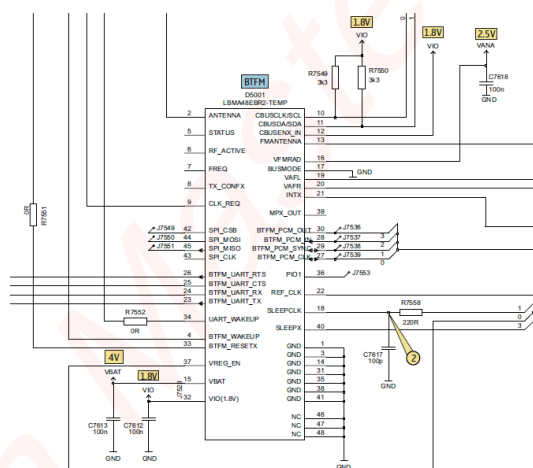 1.8V
VIO
1.8V
VIO
2.5V
VANA
0
1
R7549
3k3
R7550
3k3
C7618
100n
GND
BTFM
D5001
LBMA48EBR2-TEMP
2 ANTENNA
5 STATUS
6 RF_ACTIVE
7 FREQ
8 TX_CONFX
9 CLK_REQ
0R
R7551
J7549 42 SPI_CSB
J7550 44 SPI_MOSI
J7551 45 SPI_MISO
43 SPI_CLK
26 BTFM_UART_RTS
25 BTFM_UART_CTS
24 BTFM_UART_RX
23 BTFM_UART_TX
R7552
0R
34 UART_WAKEUP
4 BTFM_WAKEUP
33 BTFM_RESETX
37 VREG_EN
15 VBAT
32 VIO(1.8V)
CBUSCLK/SCL 10
CBUSDA/SDA 11
CBUSENX_IN 12
FMANTENNA 13
VFMRAD 16
BUSMODE 17 GND
VAFL 19
VAFR 20
INTX 21
MPX_OUT 39
BTFM_PCM_OUT 30 J7536
BTFM_PCM_IN 28 J7537 3
BTFM_PCM_SYNC 29 J7538 2
BTFM_PCM_CLK 27 J7539 1
0
PIO1 36 J7553
REF_CLK 22
SLEEPCLK 18
R7558
220R
1
0
3
SLEEPX 40
C7617
100p
GND
2
GND 1
GND 3
GND 14
GND 31
GND 35
GND 38
GND 41
NC 46
NC 47
NC 48
GND
4V
VBAT
1.8V
VIO
C7613
100n
C7612
100n
GND
GND